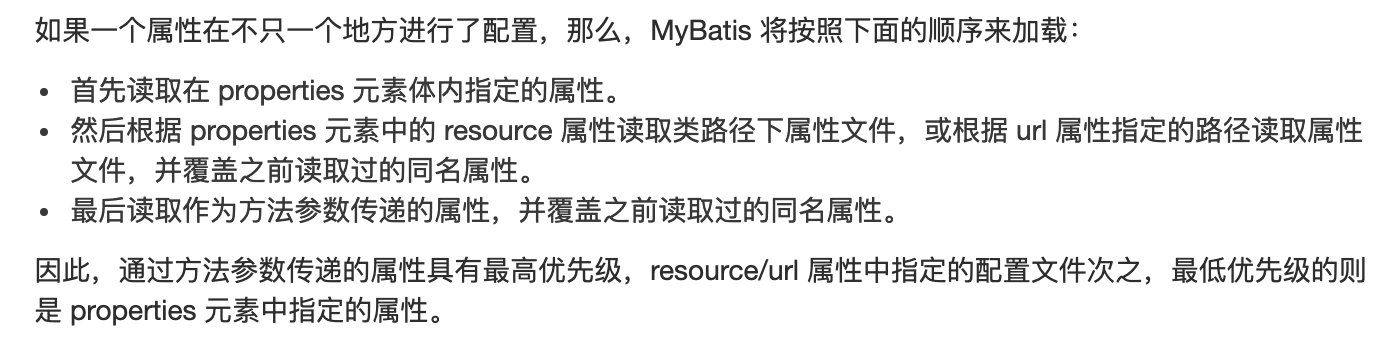 如果一个属性在不只一个地方进行了配置，那么，MyBatis 将按照下面的顺序来加载：
• 首先读取在 properties 元素体内指定的属性。
• 然后根据 properties 元素中的 resource 属性读取类路径下属性文件，或根据 url 属性指定的路径读取属性
文件，并覆盖之前读取过的同名属性。
• 最后读取作为方法参数传递的属性，并覆盖之前读取过的同名属性。
因此，通过方法参数传递的属性具有最高优先级，resource/url 属性中指定的配置文件次之，最低优先级的则
是 properties 元素中指定的属性。